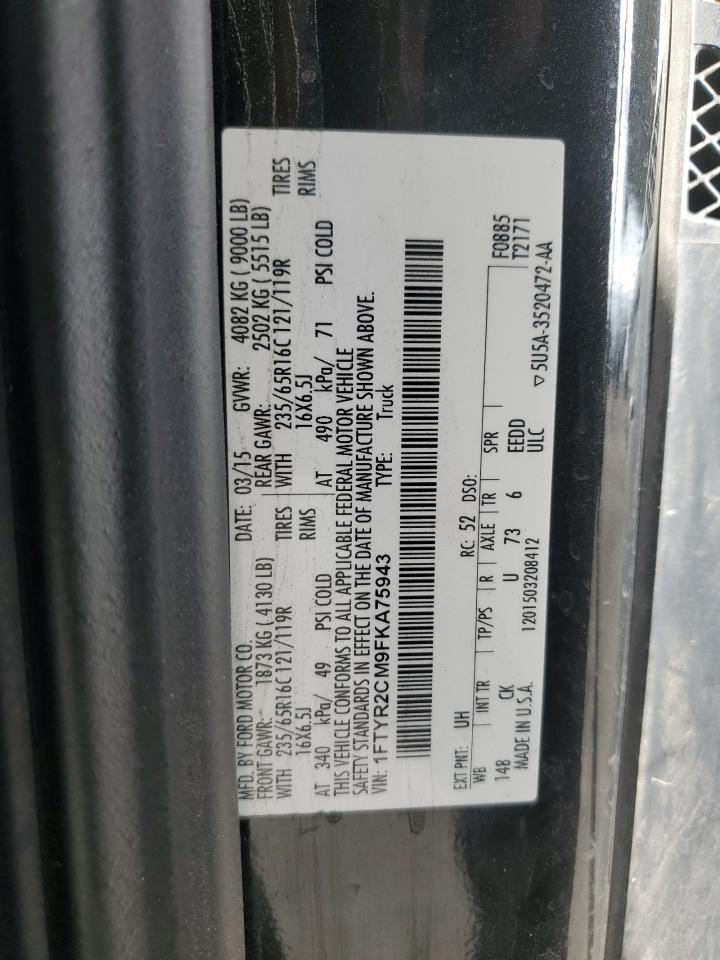 MFD. BY FORD MOTOR CO.
DATE: 03/15 GVWR: 4082 KG ( 9000 LB)
FRONT GAWR: 1873 KG ( 4130 LB) REAR GAWR: 2502 KG ( 5515 LB)
WITH 235/65R16C 121/119R TIRES WITH 235/65R16C 121/119R TIRES
16X6.5J RIMS 16X6.5J RIMS
AT 340 kPa/ 49 PSI COLD AT 490 kPa/ 71 PSI COLD
THIS VEHICLE CONFORMS TO ALL APPLICABLE FEDERAL MOTOR VEHICLE
SAFETY STANDARDS IN EFFECT ON THE DATE OF MANUFACTURE SHOWN ABOVE.
VIN: 1FTYR2CM9FKA75943 TYPE: Truck
EXT PNT: UH RC: 52 DSO:
WB INT TR TP/PS R AXLE TR SPR F0885
148 CK U 73 6 EEDD T2171
MADE IN U.S.A. 1201503208412 ULC ▽ 5U5A-3520472-AA